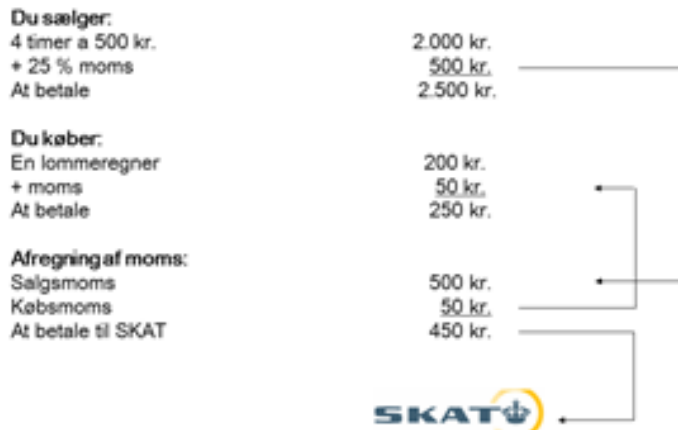 Du sælger:
4 timer a 500 kr. 2.000 kr.
+ 25 % moms 500 kr.
At betale 2.500 kr.
Du køber:
En lommeregner 200 kr.
+ moms 50 kr.
At betale 250 kr.
Afregning af moms:
Salgsmoms 500 kr.
Købsmoms 50 kr.
At betale til SKAT 450 kr.
SKAT